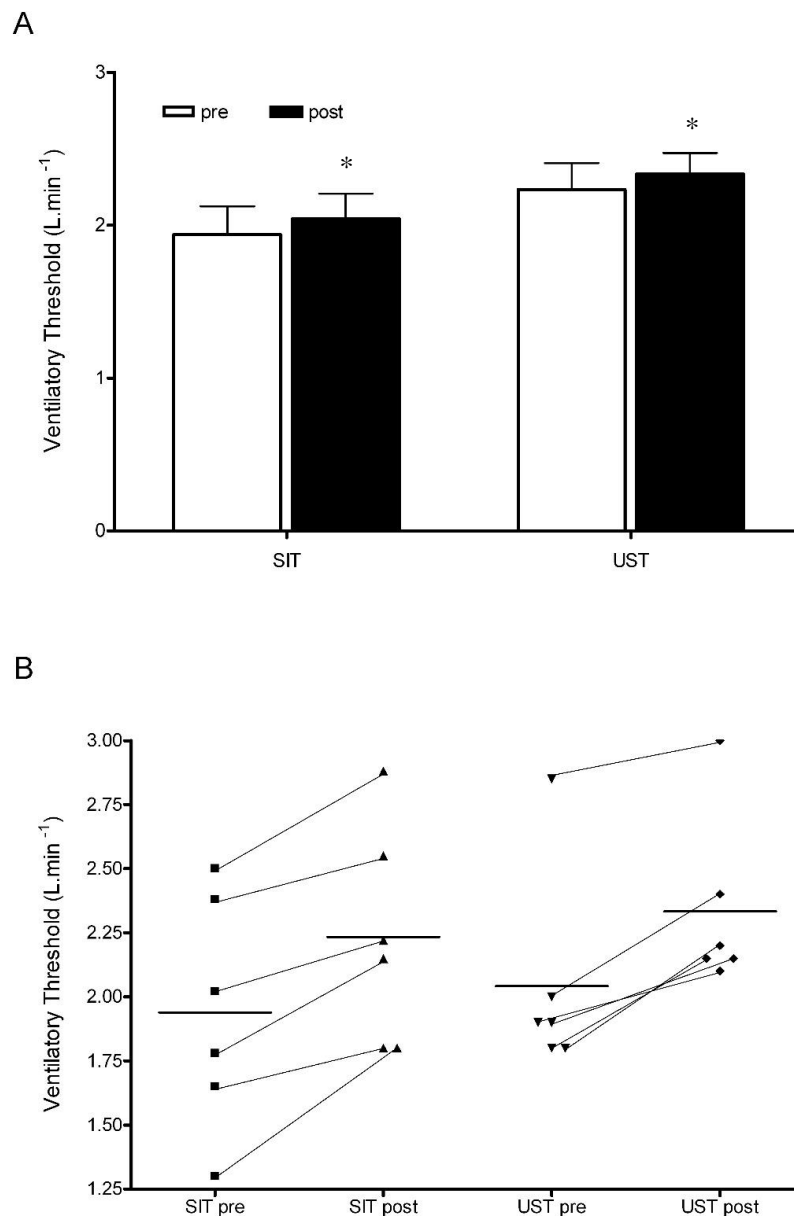 A
3
pre post
* *
2
1
0
SIT UST
Ventilatory Threshold (L.min -1)
B
3.00
2.75
2.50
2.25
2.00
1.75
1.50
1.25
SIT pre SIT post UST pre UST post
Ventilatory Threshold (L.min -1)